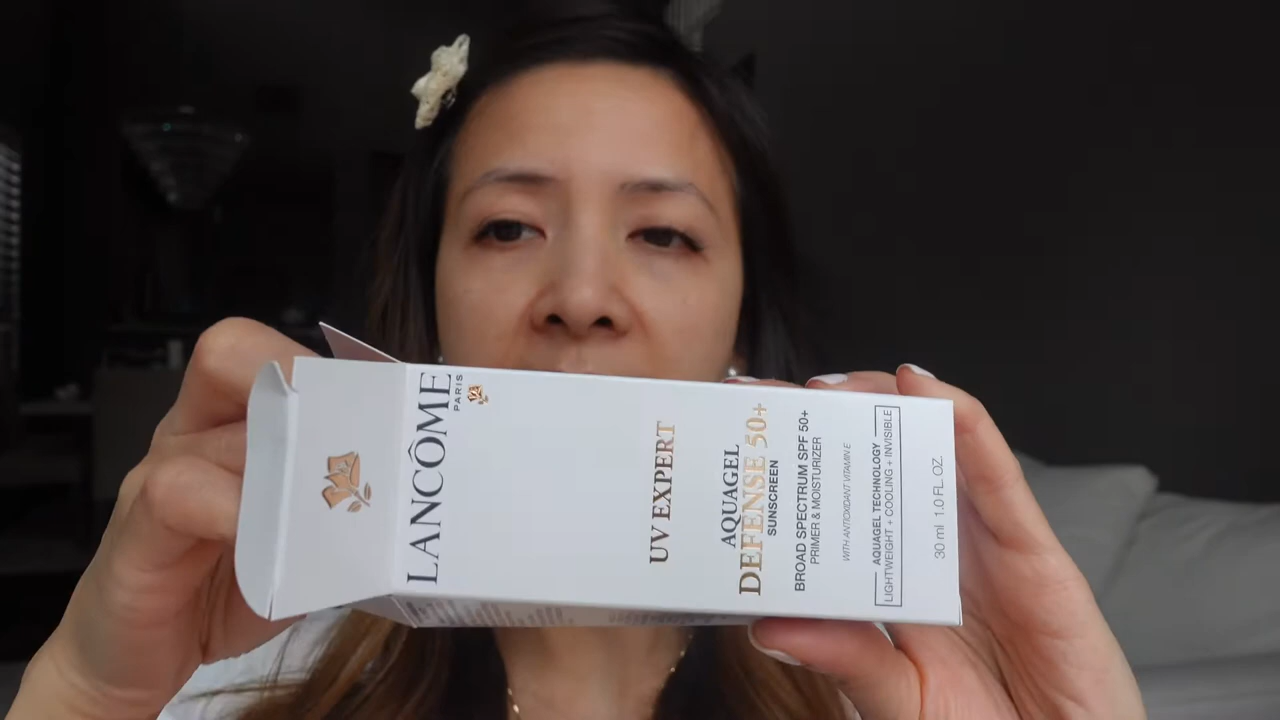 LANCÔME
PARIS
UV EXPERT
AQUAGEL
DEFENSE 50+
SUNSCREEN
BROAD SPECTRUM SPF 50+
PRIMER & MOISTURIZER
WITH ANTIOXIDANT VITAMIN E
AQUAGEL TECHNOLOGY
LIGHTWEIGHT + COOLING + INVISIBLE
30 ml 1.0 FL. OZ.